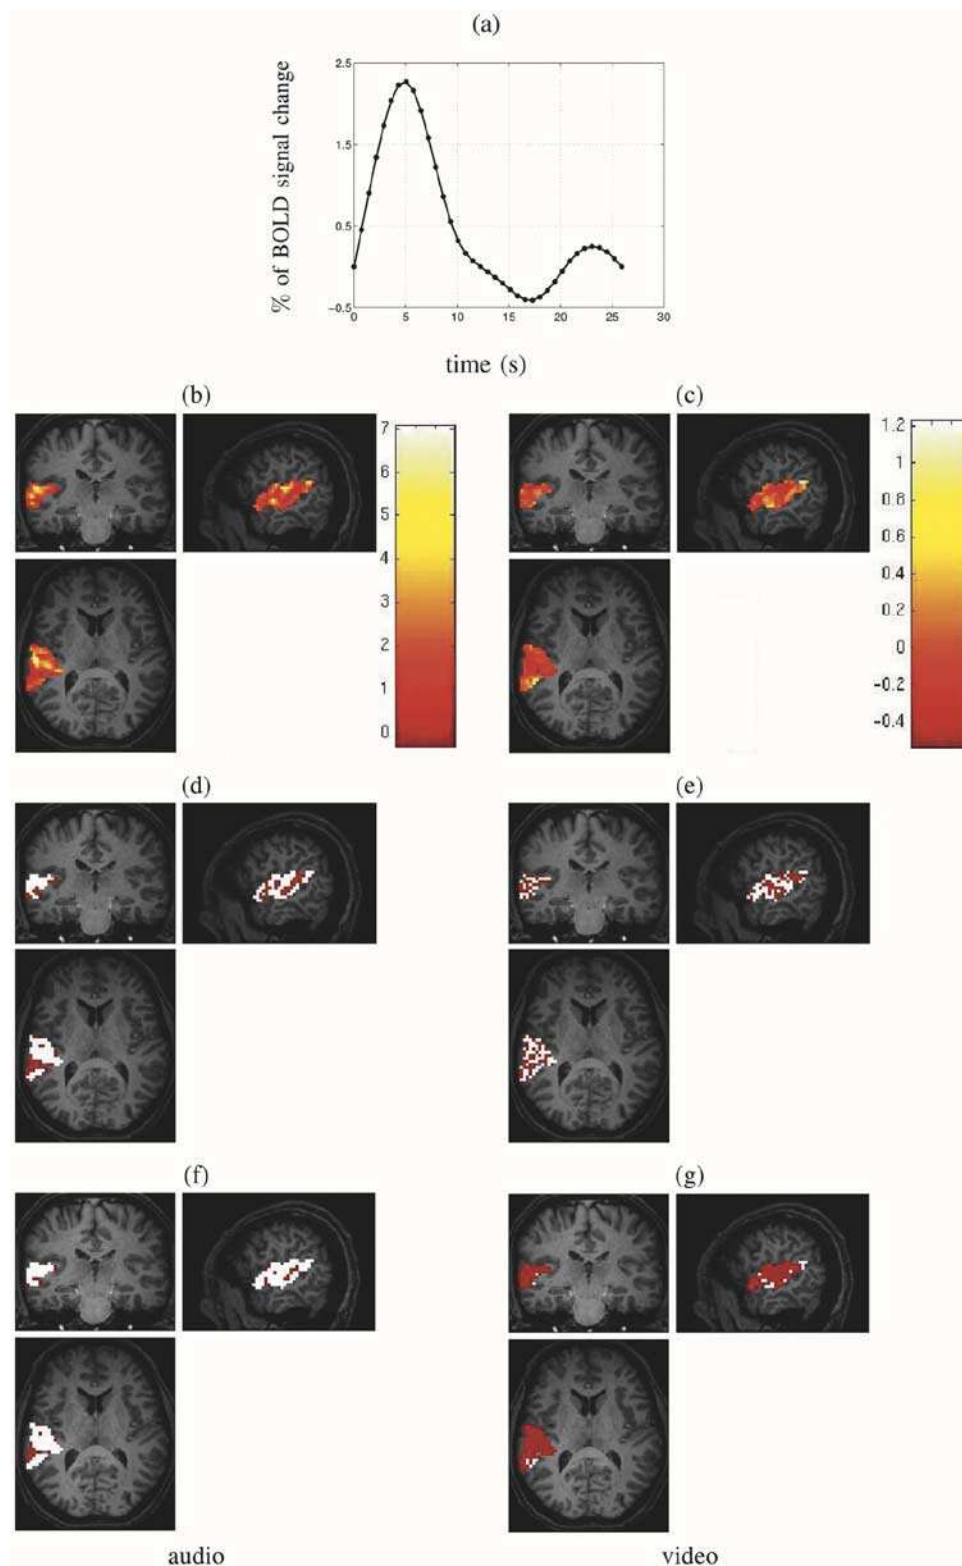 (a)
2.5
1.5
0.5
−0.5
% of BOLD signal change
0 5 10 15 20 25 30
time (s)
(b)
7
6
5
4
3
2
1
0
(c)
1.2
1
0.8
0.6
0.4
0.2
0
-0.2
-0.4
(d)
(e)
(f)
(g)
audio
video